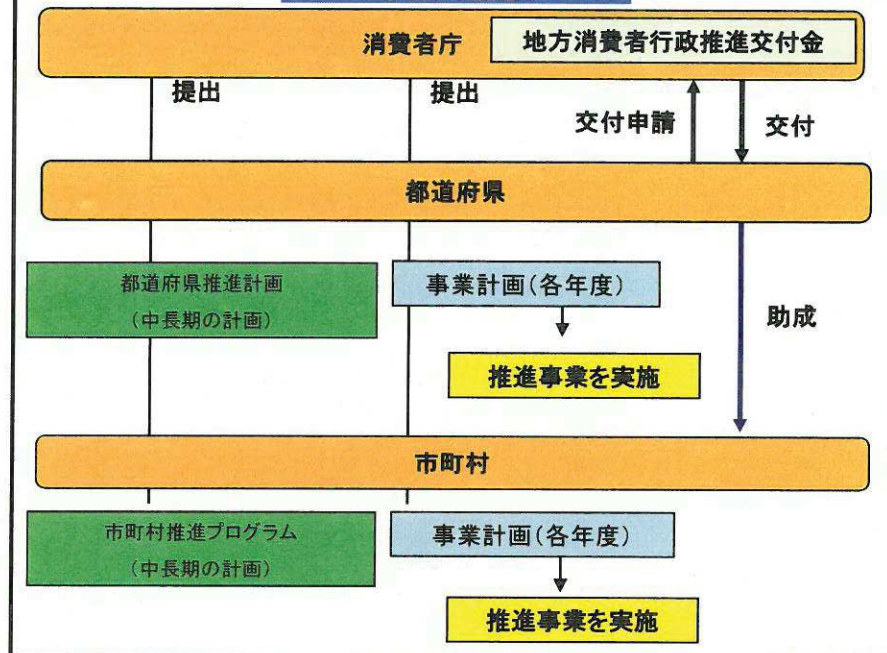 消費者庁
地方消費者行政推進交付金
提出
提出
交付申請
交付
都道府県
都道府県推進計画
(中長期の計画)
事業計画(各年度)
助成
推進事業を実施
市町村
市町村推進プログラム
(中長期の計画)
事業計画(各年度)
推進事業を実施